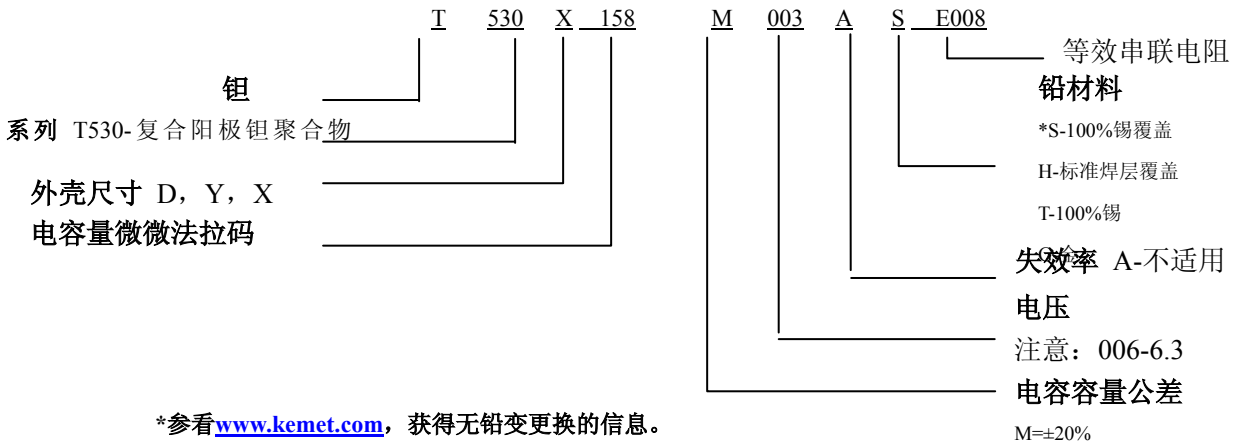 T 530 X 158 M 003 A S E008
等效串联电阻
钽
铅材料
系列 T530-复合阳极钽聚合物
*S-100%锡覆盖
H-标准焊层覆盖
外壳尺寸 D，Y，X
T-100%锡
电容量微微法拉码
失效率 A-不适用
电压
注意：006-6.3
电容容量公差
*参看www.kemet.com，获得无铅变更换的信息。
M=±20%